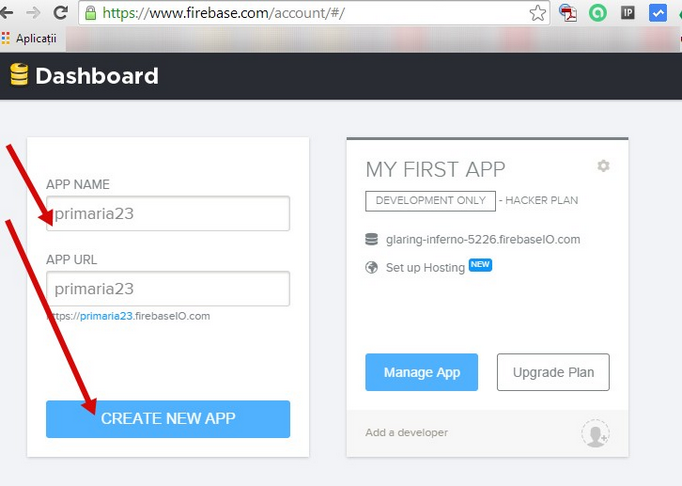 https://www.firebase.com/account/#/
IP
Aplicații
Dashboard
APP NAME
primaria23
APP URL
primaria23
https://primaria23.firebaseIO.com
CREATE NEW APP
MY FIRST APP
DEVELOPMENT ONLY - HACKER PLAN
glaring-inferno-5226.firebaseIO.com
Set up Hosting NEW
Manage App Upgrade Plan
Add a developer